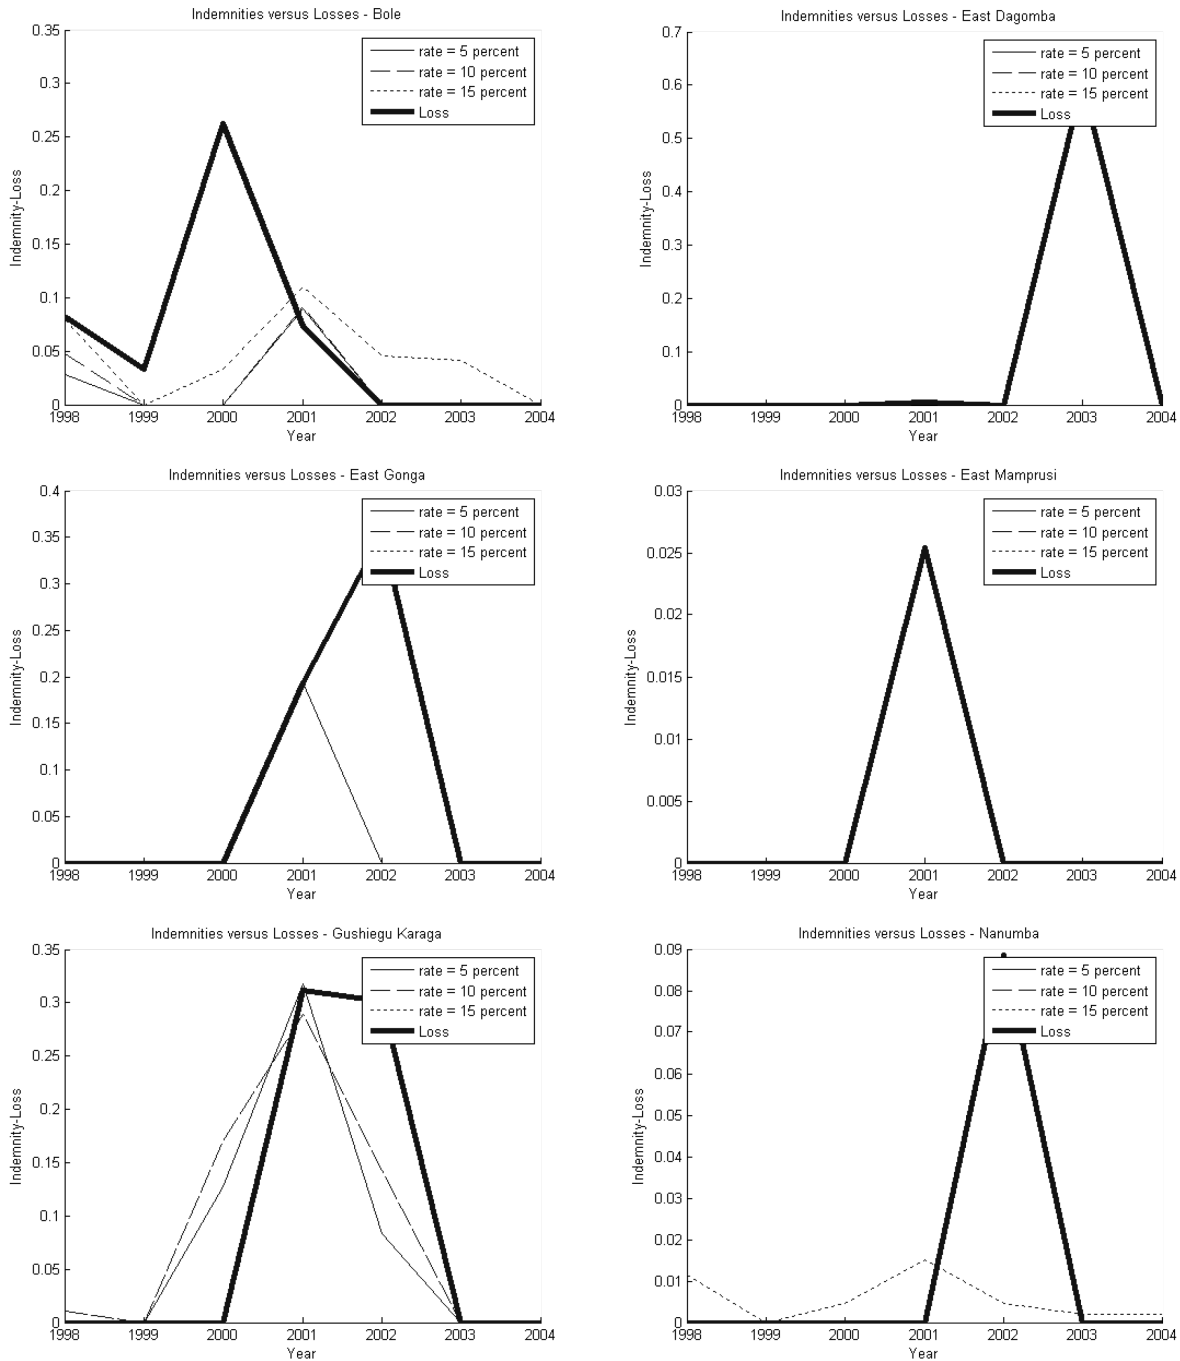 Indemnities versus Losses - Bole
0.35
0.3
0.25
0.2
0.15
0.1
0.05
0
Indemnity-Loss
rate = 5 percent
rate = 10 percent
rate = 15 percent
Loss
1998 1999 2000 2001 2002 2003 2004
Year
Indemnities versus Losses - East Dagomba
0.7
0.6
0.5
0.4
0.3
0.2
0.1
0
Indemnity-Loss
rate = 5 percent
rate = 10 percent
rate = 15 percent
Loss
1998 1999 2000 2001 2002 2003 2004
Year
Indemnities versus Losses - East Gonga
0.4
0.35
0.3
0.25
0.2
0.15
0.1
0.05
0
Indemnity-Loss
rate = 5 percent
rate = 10 percent
rate = 15 percent
Loss
1998 1999 2000 2001 2002 2003 2004
Year
Indemnities versus Losses - East Mamprusi
0.03
0.025
0.02
0.015
0.01
0.005
0
Indemnity-Loss
rate = 5 percent
rate = 10 percent
rate = 15 percent
Loss
1998 1999 2000 2001 2002 2003 2004
Year
Indemnities versus Losses - Gushiegu Karaga
0.35
0.3
0.25
0.2
0.15
0.1
0.05
0
Indemnity-Loss
rate = 5 percent
rate = 10 percent
rate = 15 percent
Loss
1998 1999 2000 2001 2002 2003 2004
Year
Indemnities versus Losses - Nanumba
0.09
0.08
0.07
0.06
0.05
0.04
0.03
0.02
0.01
0
Indemnity-Loss
rate = 5 percent
rate = 10 percent
rate = 15 percent
Loss
1998 1999 2000 2001 2002 2003 2004
Year